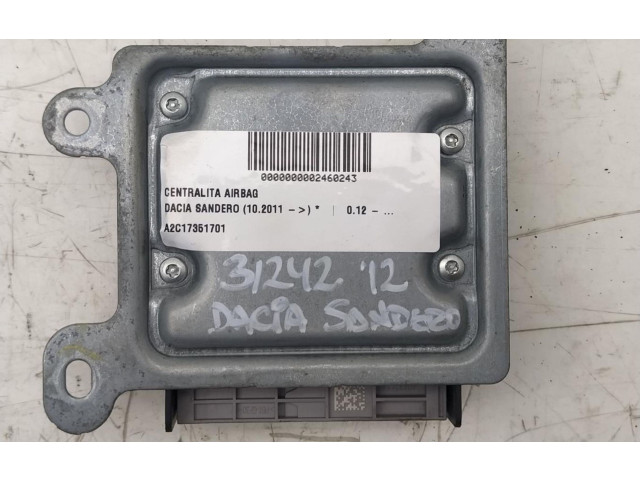 0000000002460243
CENTRALITA AIRBAG
DACIA SANDERO (10.2011 ->) * | 0.12 - ...
A2C17351701
31242 '12
DACIA SANDERO